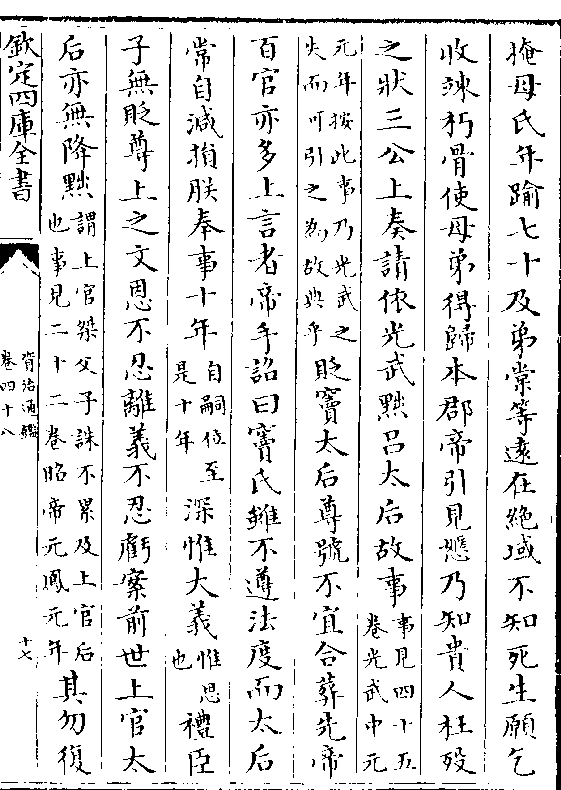 掩母氏年踰七十及弟棠等遠在絶域不知死生願乞
收竦朽骨使母弟得歸本郡帝引見愍乃知貴人枉殁
之狀三公上奏請依光武黜吕太后故事事見四十五卷光武中元
元年按此事乃光武之失而可引之為故典乎貶竇太后尊號不宜合葬先帝
百官亦多上言者帝手詔曰竇氏雖不遵法度而太后
常自減損朕奉事十年自嗣位至是十年深惟大義惟思也禮臣
子無貶尊上之文恩不忍離義不忍虧案前世上官太
后亦無降黜謂上官桀父子誅不累及上官后也事見二十二卷昭帝元鳳元年其勿復
欽定四庫全書
資治通鑑
卷四十八
十七